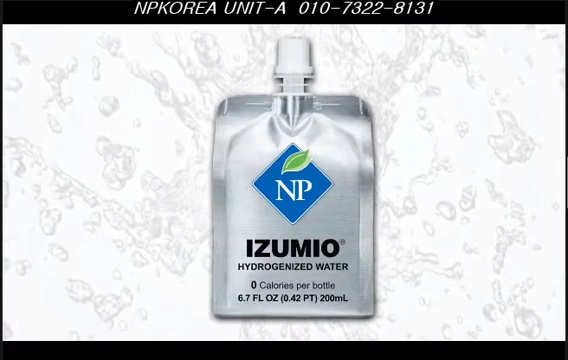 NPKOREA UNIT-A 010-7322-8131
NP
IZUMIO®
HYDROGENIZED WATER
0 Calories per bottle
6.7 FL OZ (0.42 PT) 200mL